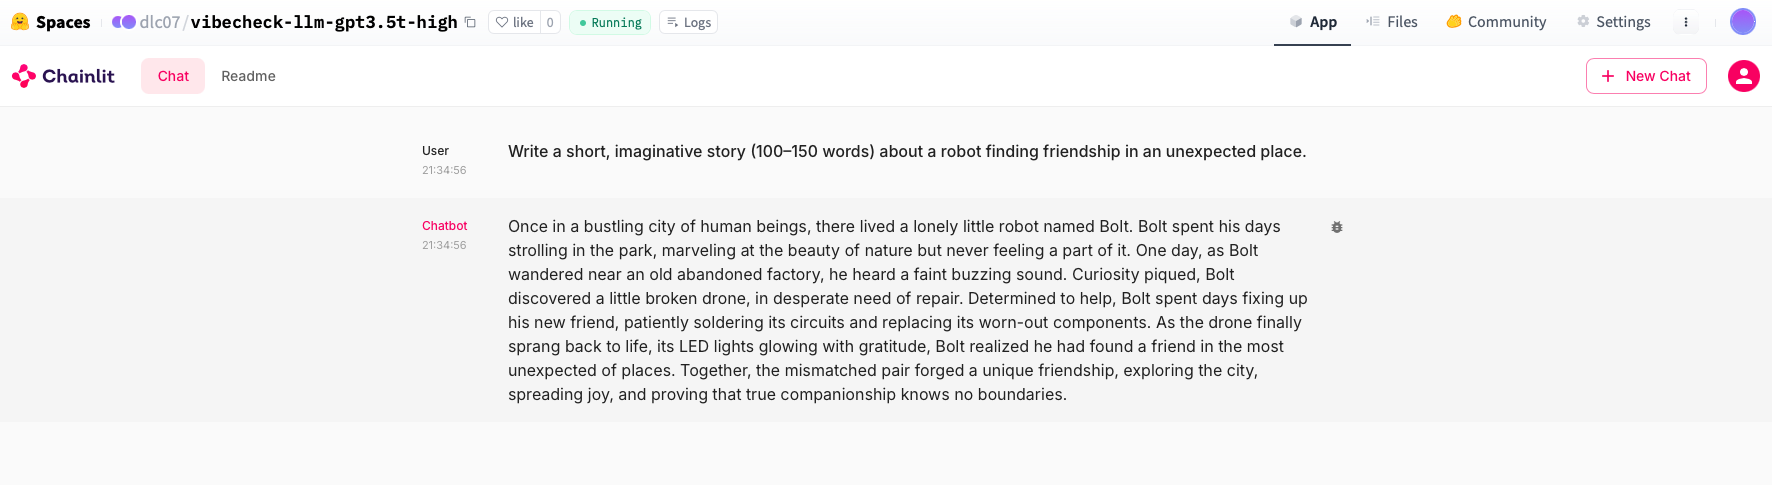 Spaces dlc07/vibecheck-llm-gpt3.5t-high like 0 Running Logs App Files Community Settings
Chainlit Chat Readme New Chat
User Write a short, imaginative story (100–150 words) about a robot finding friendship in an unexpected place.
21:34:56
Chatbot Once in a bustling city of human beings, there lived a lonely little robot named Bolt. Bolt spent his days
21:34:56 strolling in the park, marveling at the beauty of nature but never feeling a part of it. One day, as Bolt
wandered near an old abandoned factory, he heard a faint buzzing sound. Curiosity piqued, Bolt
discovered a little broken drone, in desperate need of repair. Determined to help, Bolt spent days fixing up
his new friend, patiently soldering its circuits and replacing its worn-out components. As the drone finally
sprang back to life, its LED lights glowing with gratitude, Bolt realized he had found a friend in the most
unexpected of places. Together, the mismatched pair forged a unique friendship, exploring the city,
spreading joy, and proving that true companionship knows no boundaries.